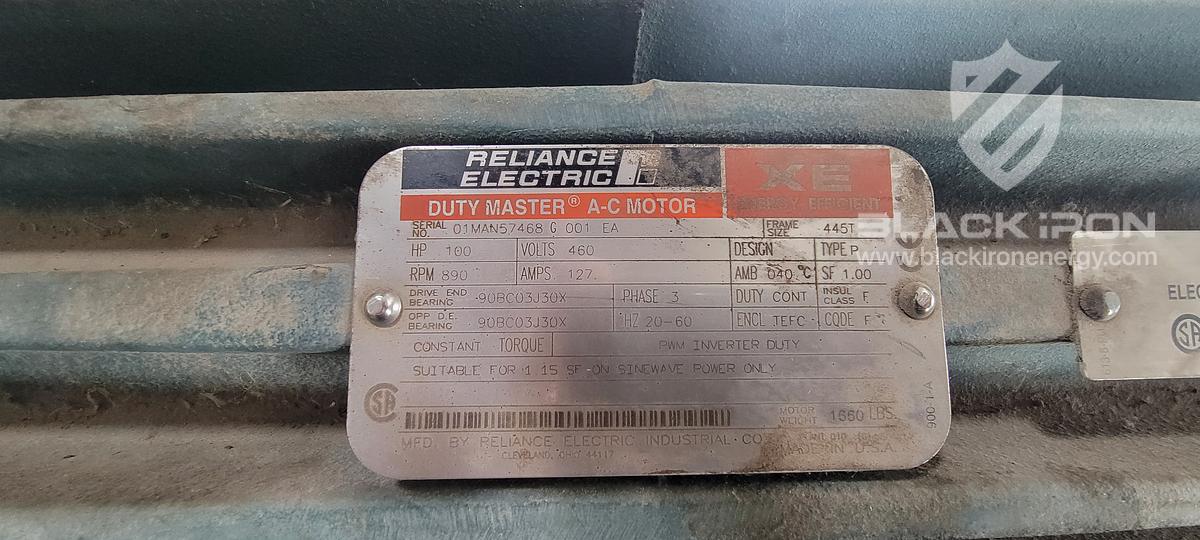 RELIANCE
ELECTRIC
XE
ENERGY EFFICIENT
DUTY MASTER® A-C MOTOR
SERIAL NO. 01MAN57468 G 001 EA FRAME SIZE 445T
HP 100 VOLTS 460 DESIGN TYPE P
RPM 890 AMPS 127. AMB 040 °C SF 1.00
DRIVE END BEARING 90BC03J30X PHASE 3 DUTY CONT INSUL CLASS F
OPP D.E. BEARING 90BC03J30X HZ 20-60 ENCL TEFC CODE F
CONSTANT TORQUE PWM INVERTER DUTY
SUITABLE FOR 1.15 SF ON SINEWAVE POWER ONLY
SA
MOTOR WEIGHT 1660 LBS.
MFD. BY RELIANCE ELECTRIC INDUSTRIAL CO
MADE IN U.S.A.
CLEVELAND, OHIO 44117
900-1-A
BLACK IRON
www.blackironenergy.com
ELEC
SA